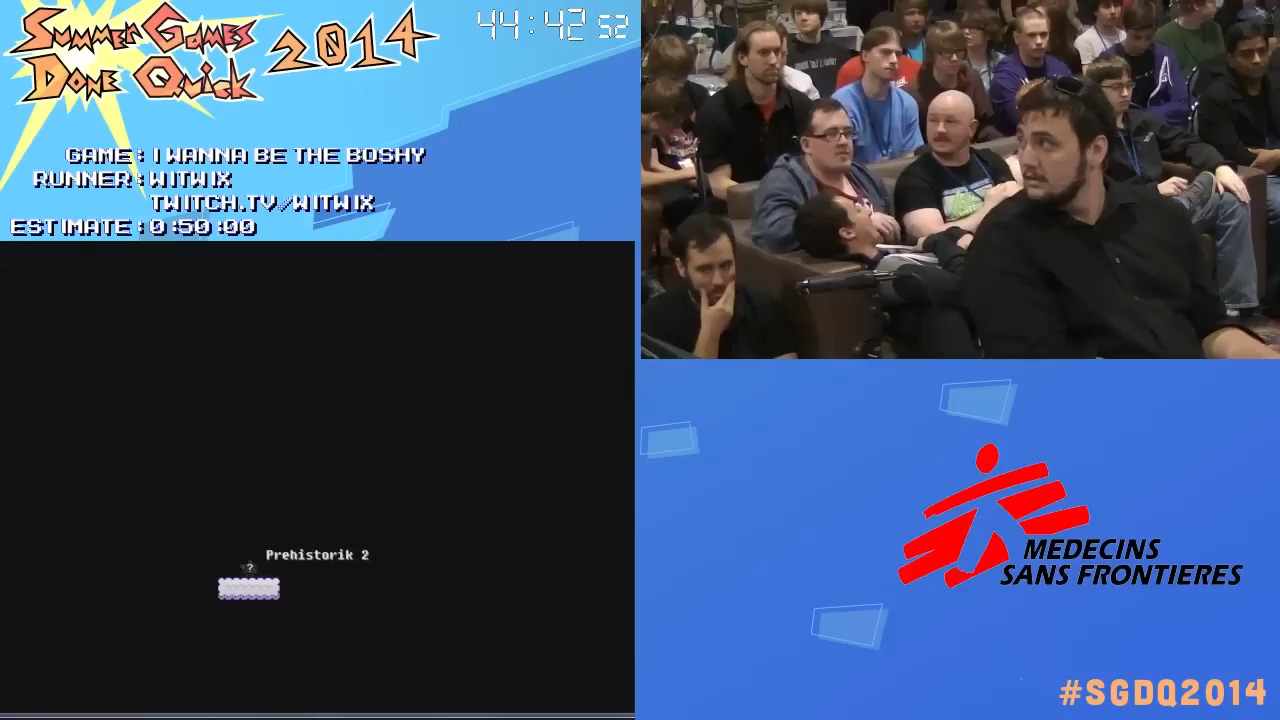 SUMMER GAMES
DONE QUICK 2014
44:42 52
GAME: I WANNA BE THE BOSHY
RUNNER: WITWIX
TWITCH.TV/WITWIX
ESTIMATE: 0:50:00
Prehistorik 2
?
MEDECINS
SANS FRONTIERES
#SGDQ2014